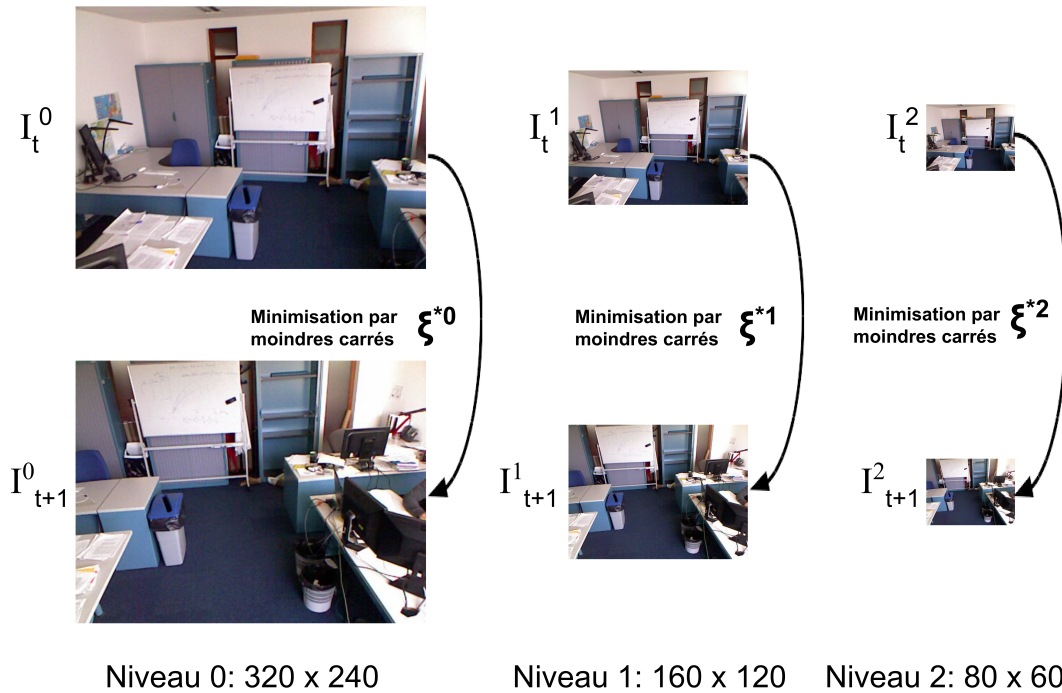 I_t^0
I_t^1
I_t^2
Minimisation par
moindres carrés
ξ*0
Minimisation par
moindres carrés
ξ*1
Minimisation par
moindres carrés
ξ*2
I^0_t+1
I^1_t+1
I^2_t+1
Niveau 0: 320 x 240
Niveau 1: 160 x 120
Niveau 2: 80 x 60